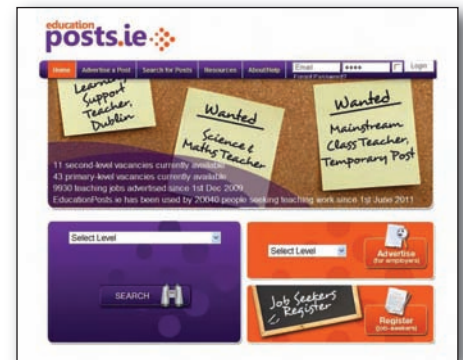 education
posts.ie
Home Advertise a Post Search for Posts Resources About/Help Email •••• Login
Forgot Password?
Learning
Support
Teacher,
Dublin
Wanted
Science &
Maths Teacher
Wanted
Mainstream
Class Teacher,
Temporary Post
11 second-level vacancies currently available
43 primary-level vacancies currently available
9930 teaching jobs advertised since 1st Dec 2009
EducationPosts.ie has been used by 20040 people seeking teaching work since 1st June 2011
Select Level
SEARCH
Select Level
Advertise
(for employers)
Job Seekers
Register
Register
(job-seekers)